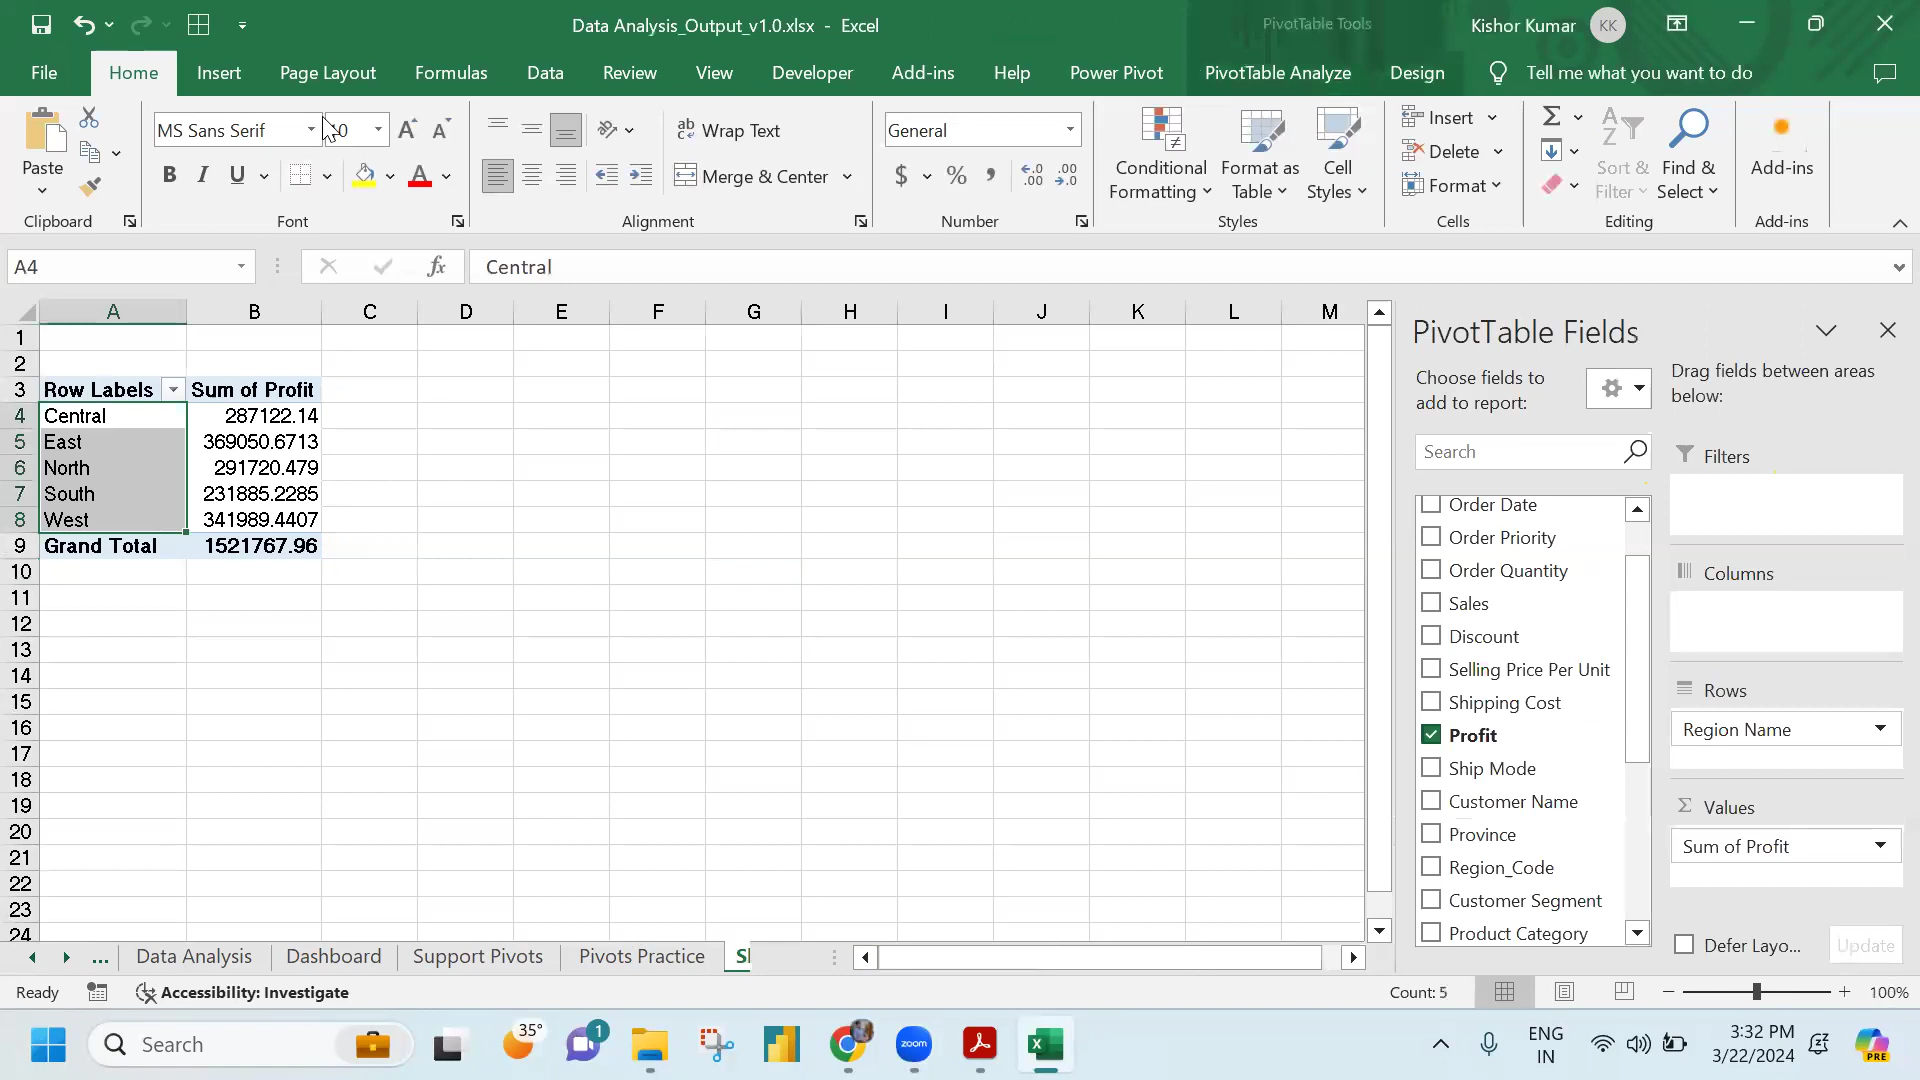 Data Analysis_Output_v1.0.xlsx - Excel
PivotTable Tools
Kishor Kumar
KK
File
Home
Insert
Page Layout
Formulas
Data
Review
View
Developer
Add-ins
Help
Power Pivot
PivotTable Analyze
Design
Tell me what you want to do
Paste
Clipboard
MS Sans Serif
B
I
U
A
Font
ab Wrap Text
Merge & Center
Alignment
General
$ % ,
Number
Conditional
Formatting
Format as
Table
Cell
Styles
Styles
Insert
Delete
Format
Cells
Sort &
Filter
Find &
Select
Editing
Add-ins
Add-ins
A4
fx
Central
A B C D E F G H I J K L M
1
2
3 Row Labels Sum of Profit
4 Central 287122.14
5 East 369050.6713
6 North 291720.479
7 South 231885.2285
8 West 341989.4407
9 Grand Total 1521767.96
10
11
12
13
14
15
16
17
18
19
20
21
22
23
24
PivotTable Fields
Choose fields to
add to report:
Search
Order Date
Order Priority
Order Quantity
Sales
Discount
Selling Price Per Unit
Shipping Cost
Profit
Ship Mode
Customer Name
Province
Region_Code
Customer Segment
Product Category
Drag fields between areas
below:
Filters
Columns
Rows
Region Name
Σ Values
Sum of Profit
Defer Layo...
Update
... Data Analysis Dashboard Support Pivots Pivots Practice
Ready
Accessibility: Investigate
Count: 5
100%
Search
35°
1
zoom
ENG
IN
3:32 PM
3/22/2024
PRE